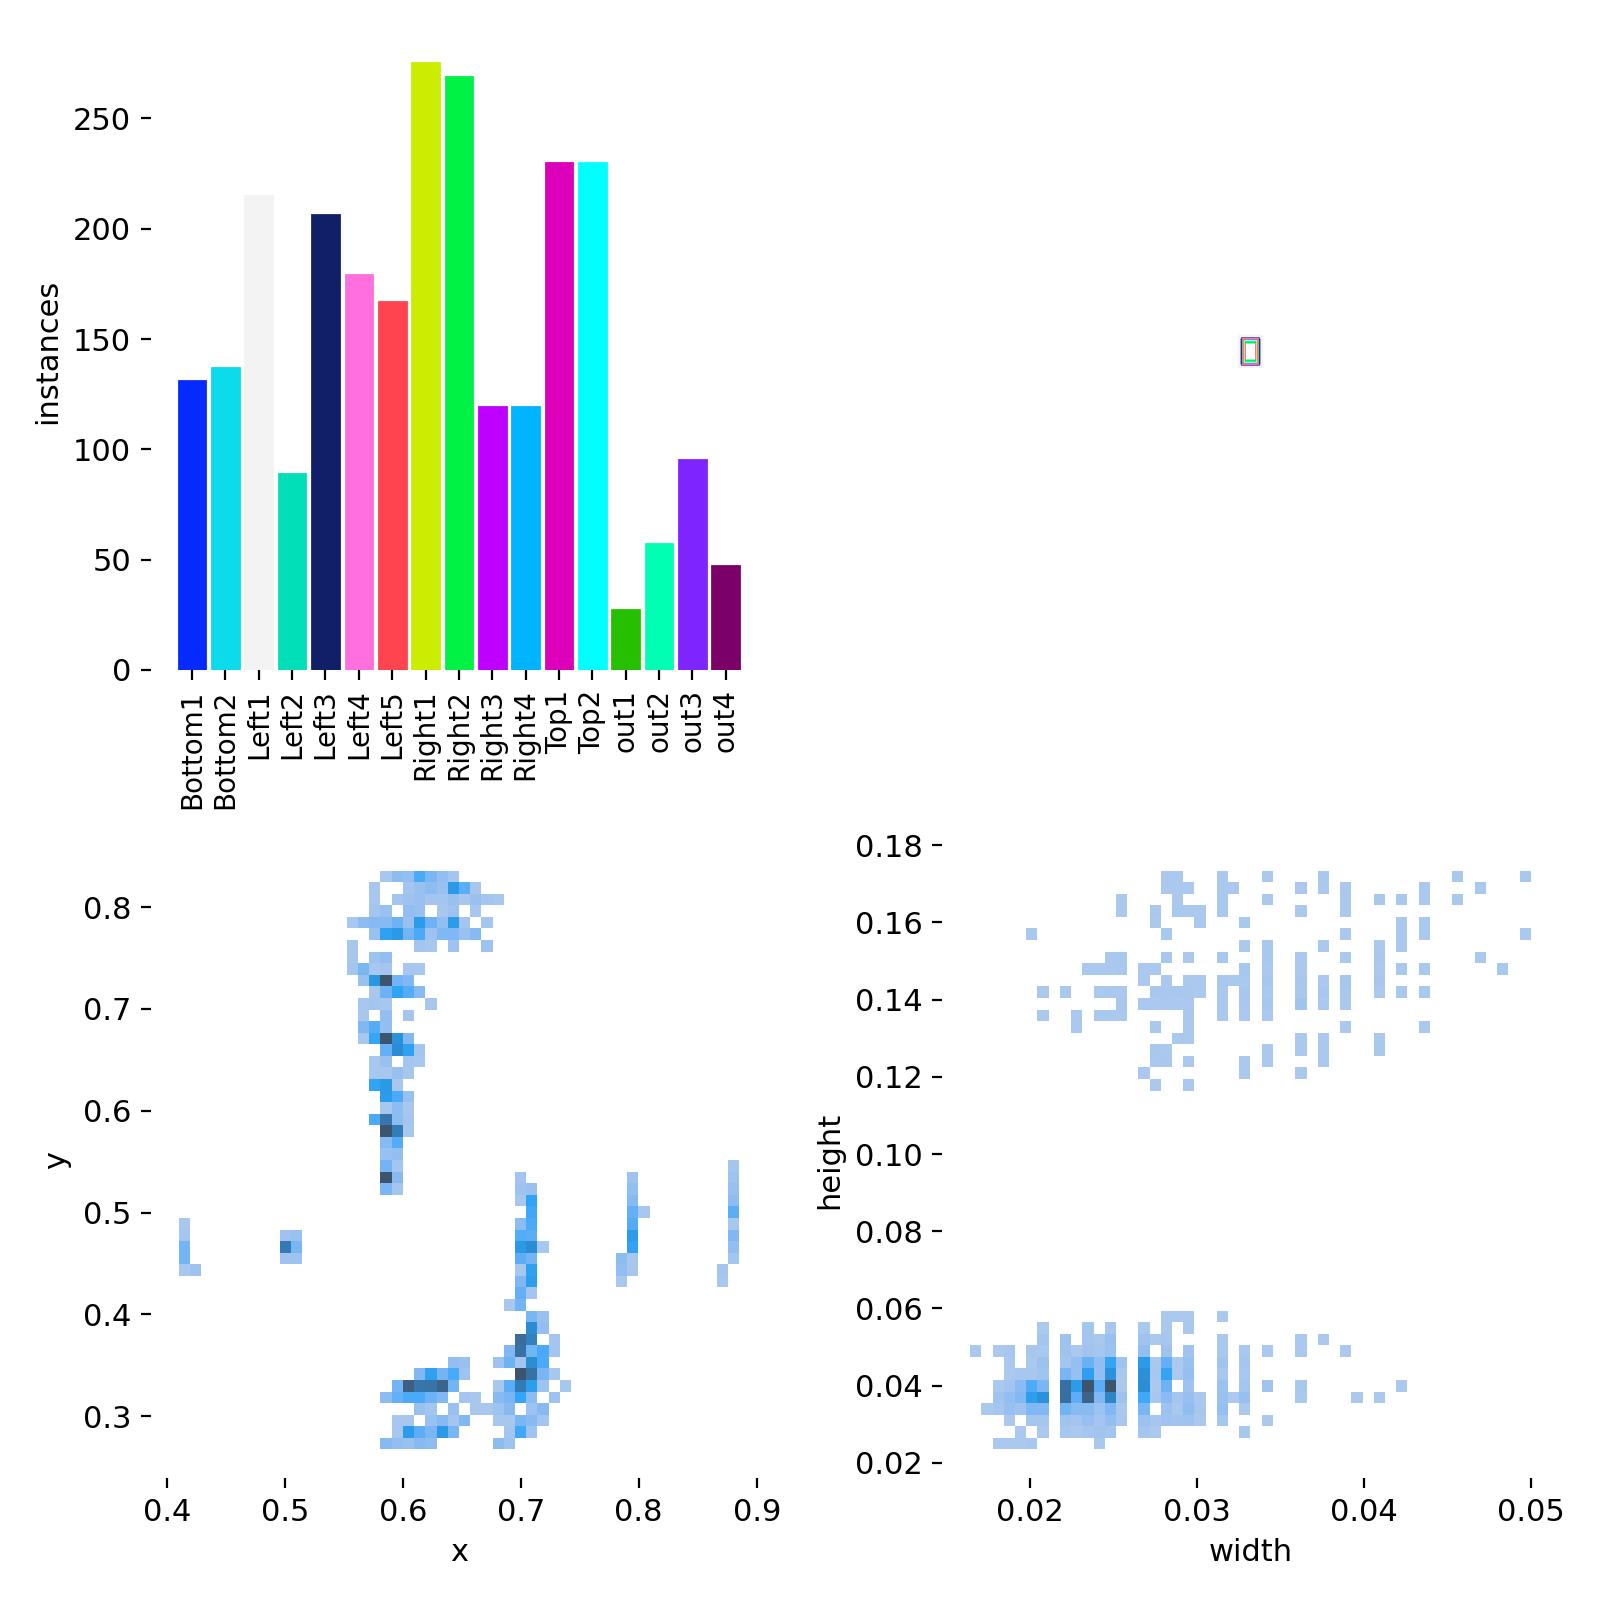 instances
250
200
150
100
50
0
Bottom1
Bottom2
Left1
Left2
Left3
Left4
Left5
Right1
Right2
Right3
Right4
Top1
Top2
out1
out2
out3
out4
y
0.8
0.7
0.6
0.5
0.4
0.3
0.4 0.5 0.6 0.7 0.8 0.9
x
height
0.18
0.16
0.14
0.12
0.10
0.08
0.06
0.04
0.02
0.02 0.03 0.04 0.05
width